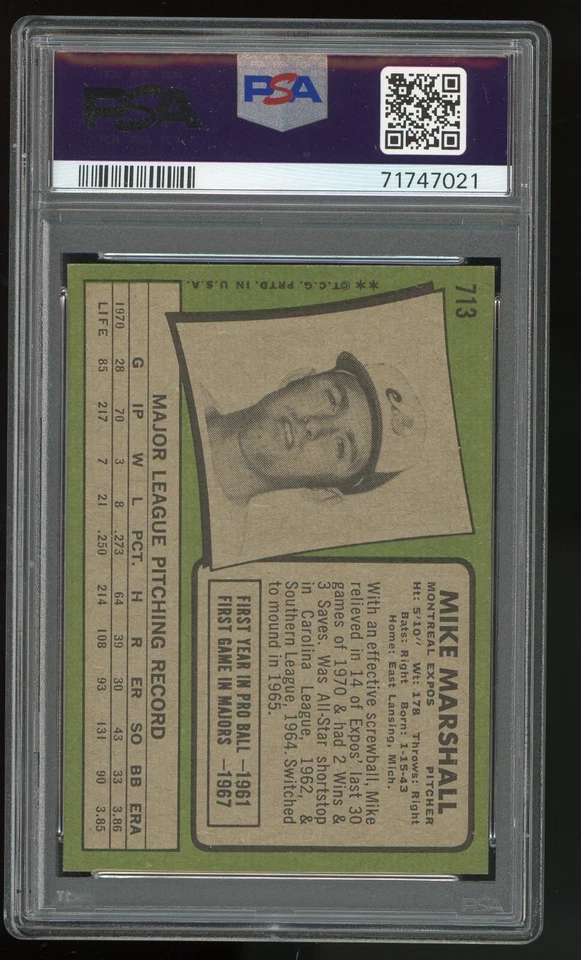 PSA
PSA
71747021
713
**©T.C.G. PRTD. IN U.S.A.
MIKE MARSHALL
MONTREAL EXPOS PITCHER
Ht: 5'10" Wt: 178 Throws: Right
Bats: Right Born: 1-15-43
Home: East Lansing, Mich.
With an effective screwball, Mike
relieved in 14 of Expos' last 30
games of 1970 & had 2 Wins &
3 Saves. Was All-Star shortstop
in Carolina League, 1962, &
Southern League, 1964. Switched
to mound in 1965.
FIRST YEAR IN PRO BALL —1961
FIRST GAME IN MAJORS —1967
MAJOR LEAGUE PITCHING RECORD
G IP W L PCT. H R ER SO BB ERA
1970 28 70 3 8 .273 64 39 30 43 33 3.86
LIFE 85 217 7 21 .250 214 108 93 131 90 3.85
PSA